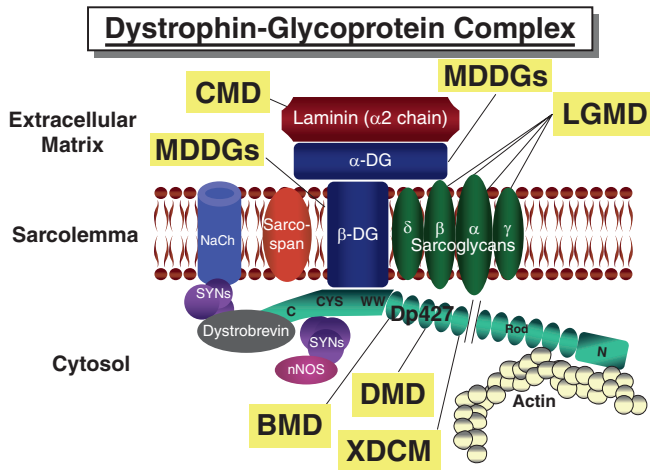 Dystrophin-Glycoprotein Complex
MDDGs
CMD
Extracellular
Matrix
Laminin (α2 chain)
LGMD
MDDGs
α-DG
Sarcolemma
NaCh
Sarco-
span
β-DG
δ
β
α
γ
Sarcoglycans
SYNs
C
CYS
WW
Dp427
Rod
N
Dystrobrevin
SYNs
Cytosol
nNOS
DMD
Actin
BMD
XDCM